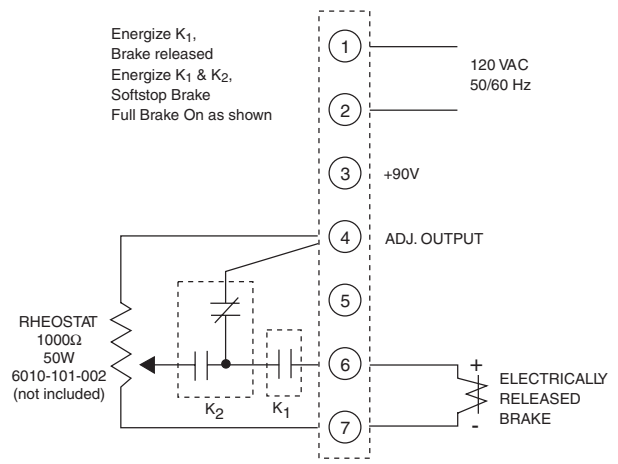 Energize K1,
Brake released
Energize K1 & K2,
Softstop Brake
Full Brake On as shown
1
120 VAC
50/60 Hz
2
3
+90V
4
ADJ. OUTPUT
5
RHEOSTAT
1000Ω
50W
6010-101-002
(not included)
K2
K1
6
+
ELECTRICALLY
RELEASED
BRAKE
-
7